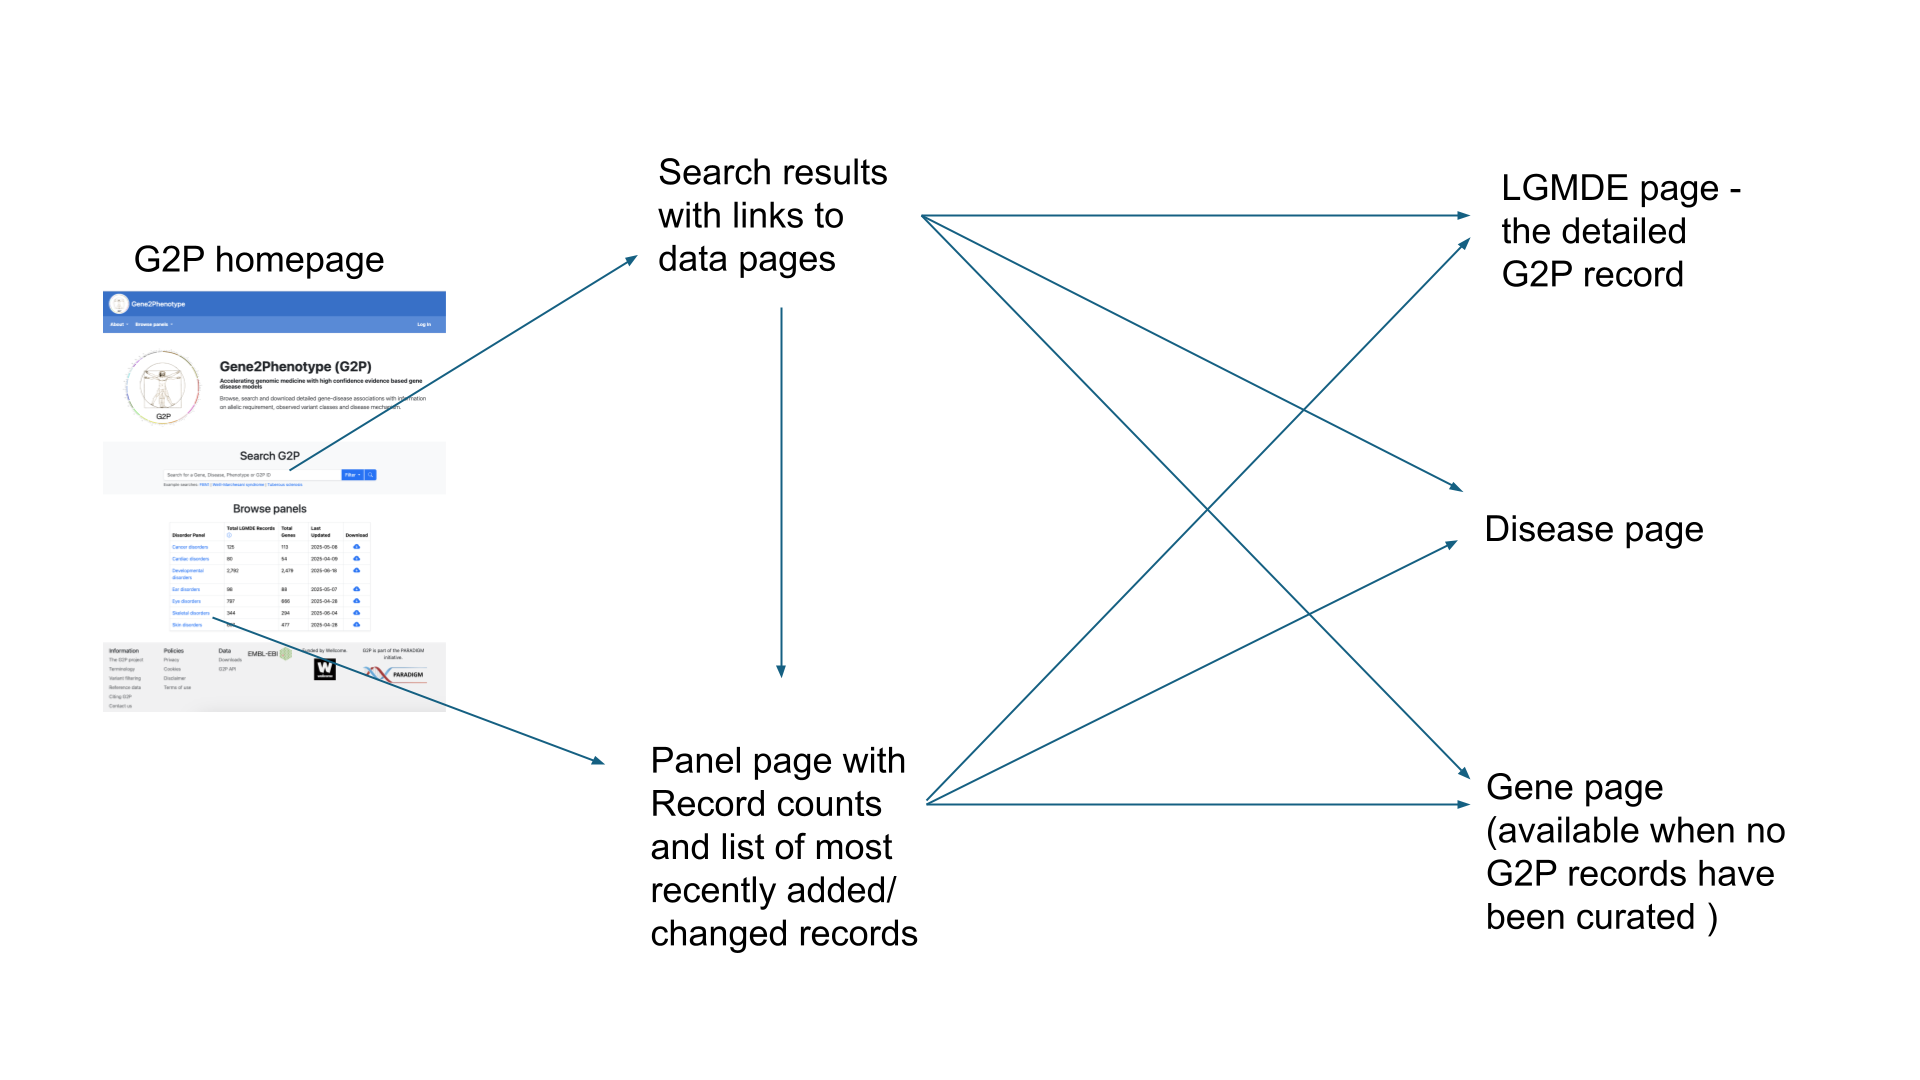 G2P homepage
Gene2Phenotype
About
Browse panels
Log in
G2P
Gene2Phenotype (G2P)
Accelerating genomic medicine with high confidence evidence based gene
disease models
Browse, search and download detailed gene-disease associations with information
on allelic requirement, observed variant classes and disease mechanism.
Search G2P
Search for a Gene, Disease, Phenotype or G2P ID
Filter
Example searches:
Browse panels
Disorder Panel Total LGMDE Records Total Genes Last Updated Download
Cancer disorders 125 113 2025-05-08
Cardiac disorders 60 54 2025-04-09
Developmental disorders 2,792 2,479 2025-06-18
Ear disorders 2025-05-07
Eye disorders 797 2025-04-28
Skeletal disorders 344 294 2025-06-04
Skin disorders 477 2025-04-28
Information
The G2P project
Terminology
Variant filtering
Reference data
Citing G2P
Contact us
Policies
Privacy
Cookies
Disclaimer
Terms of use
Data
Downloads
G2P API
EMBL-EBI
Funded by Wellcome.
W
wellcome
G2P is part of the PARADIGM
initiative.
PARADIGM
Search results
with links to
data pages
Panel page with
Record counts
and list of most
recently added/
changed records
LGMDE page -
the detailed
G2P record
Disease page
Gene page
(available when no
G2P records have
been curated )